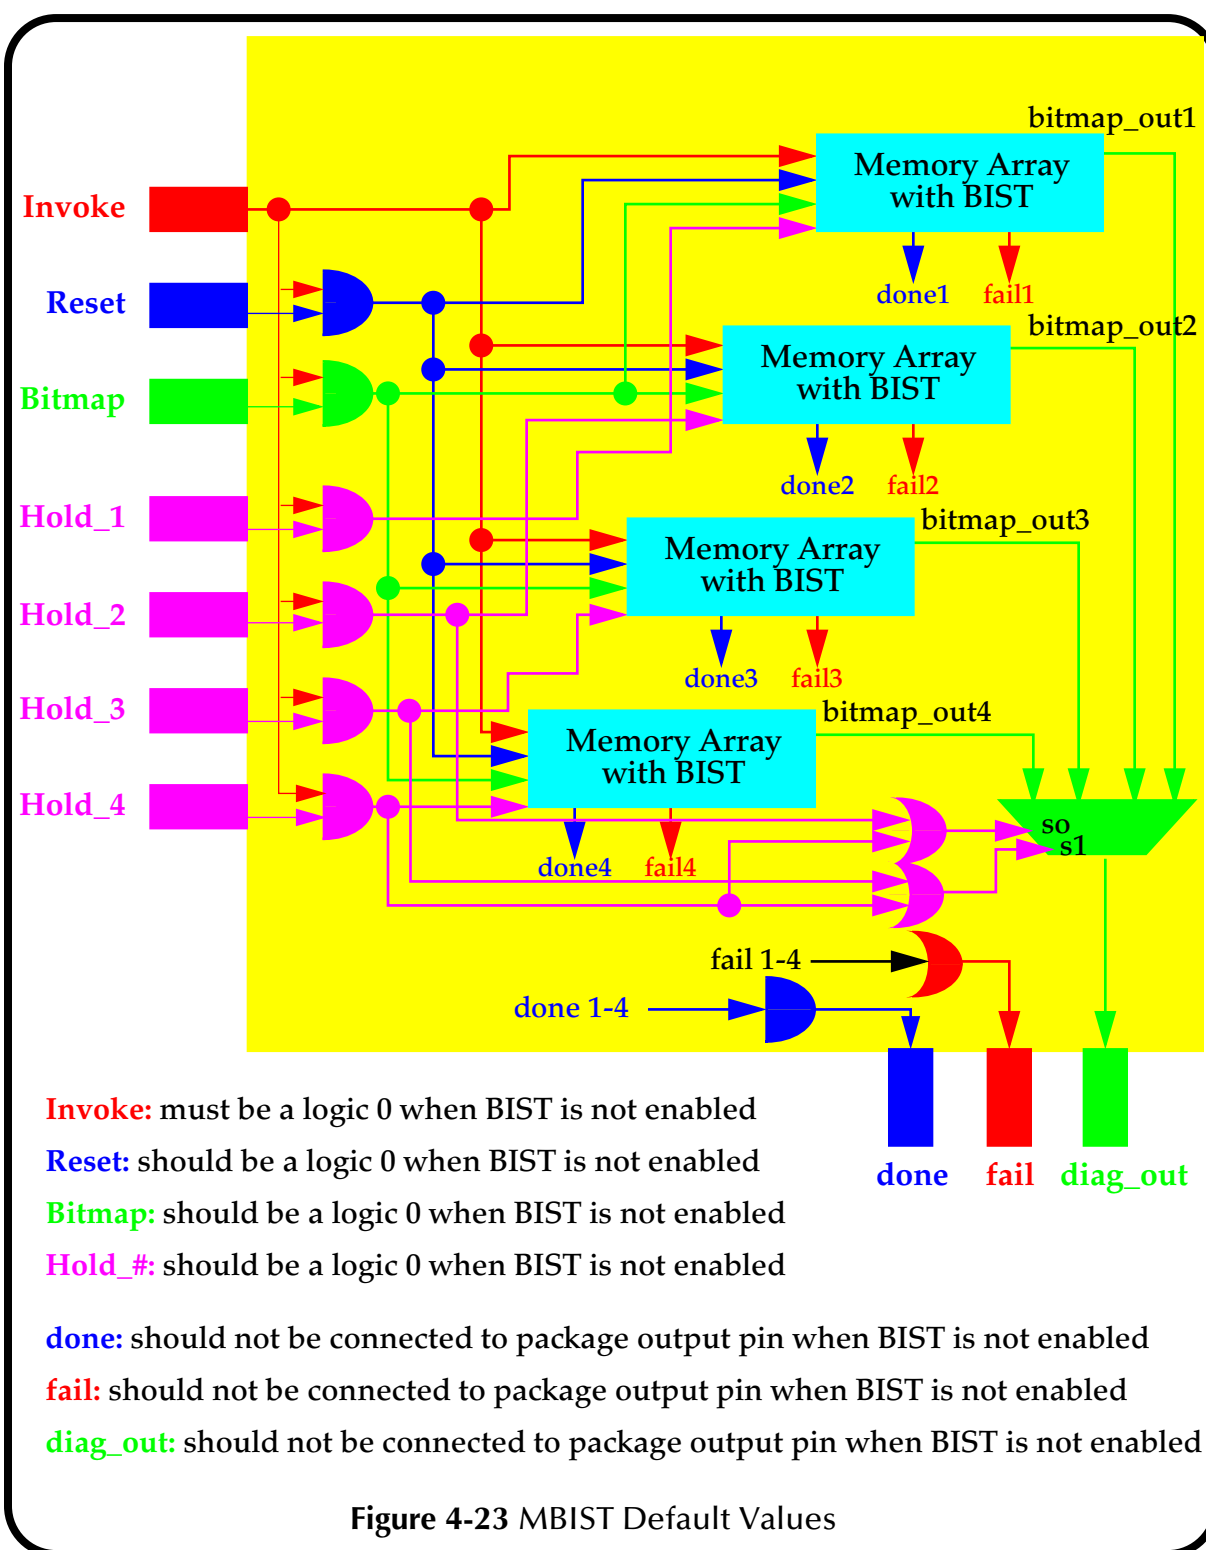 bitmap_out1
Memory Array
with BIST
Invoke
done1 fail1
Reset
bitmap_out2
Memory Array
with BIST
Bitmap
done2 fail2
Hold_1
bitmap_out3
Memory Array
with BIST
Hold_2
done3 fail3
Hold_3
bitmap_out4
Memory Array
with BIST
Hold_4
so
s1
done4 fail4
fail 1-4
done 1-4
done fail diag_out
Invoke: must be a logic 0 when BIST is not enabled
Reset: should be a logic 0 when BIST is not enabled
Bitmap: should be a logic 0 when BIST is not enabled
Hold_#: should be a logic 0 when BIST is not enabled
done: should not be connected to package output pin when BIST is not enabled
fail: should not be connected to package output pin when BIST is not enabled
diag_out: should not be connected to package output pin when BIST is not enabled
Figure 4-23 MBIST Default Values